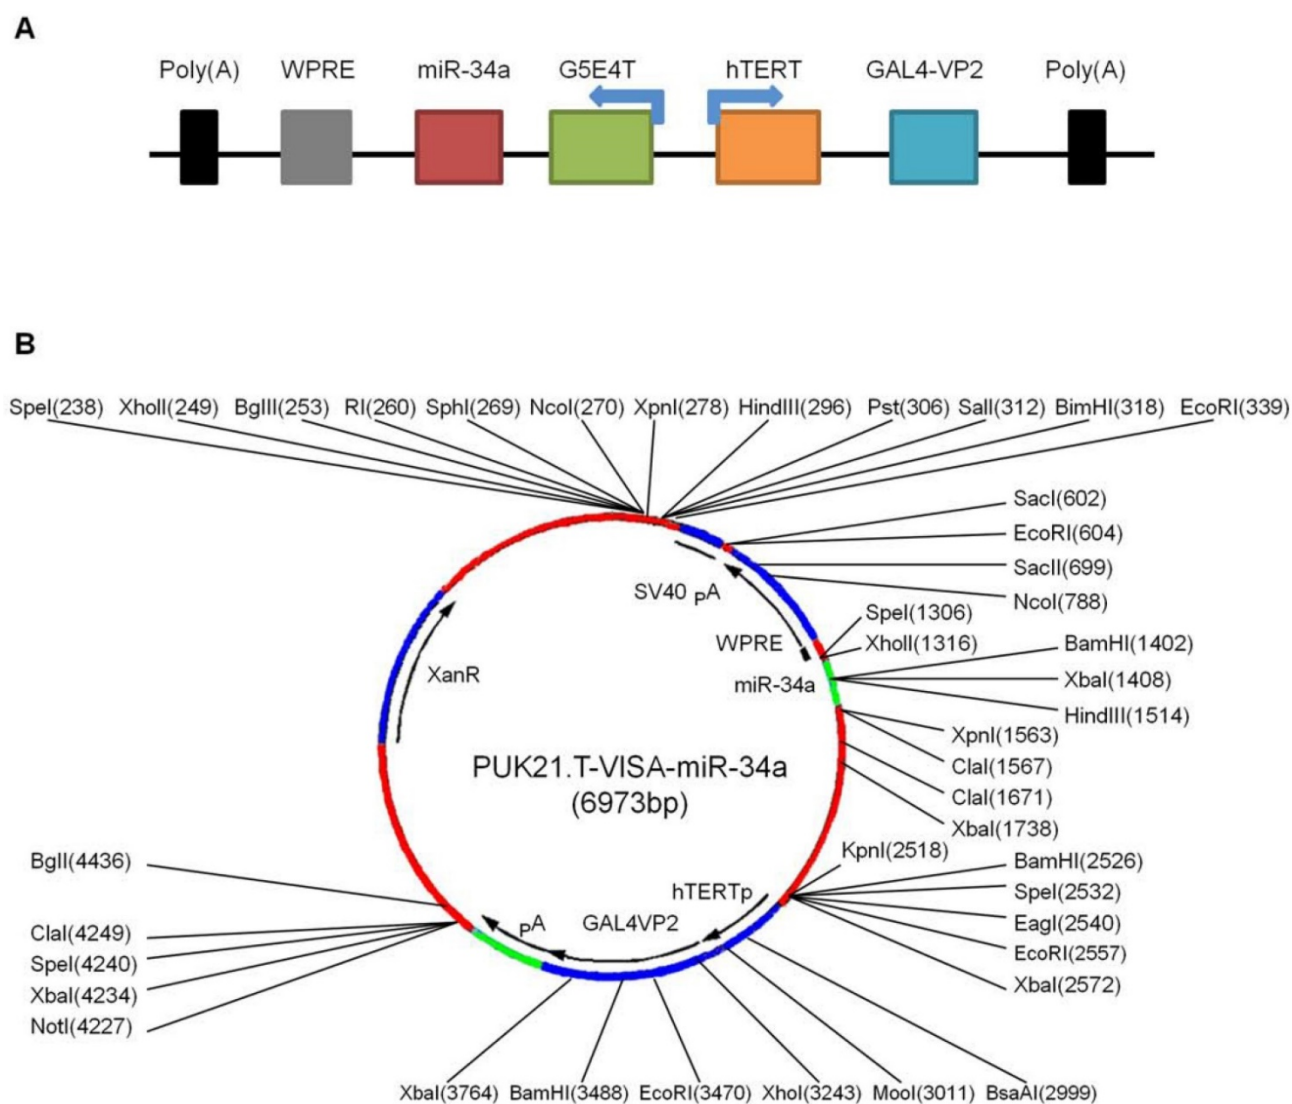 A
Poly(A) WPRE miR-34a G5E4T hTERT GAL4-VP2 Poly(A)
B
SpeI(238) XhoII(249) BgIII(253) RI(260) SphI(269) NcoI(270) XpnI(278) HindIII(296) Pst(306) SalI(312) BimHI(318) EcoRI(339)
SacI(602)
EcoRI(604)
SacII(699)
NcoI(788)
SV40 pA
SpeI(1306)
WPRE
XhoII(1316)
BamHI(1402)
XbaI(1408)
HindIII(1514)
miR-34a
XanR
XpnI(1563)
ClaI(1567)
ClaI(1671)
XbaI(1738)
PUK21.T-VISA-miR-34a
(6973bp)
KpnI(2518)
BamHI(2526)
SpeI(2532)
EagI(2540)
EcoRI(2557)
XbaI(2572)
hTERTp
GAL4VP2
pA
BgII(4436)
ClaI(4249)
SpeI(4240)
XbaI(4234)
NotI(4227)
XbaI(3764) BamHI(3488) EcoRI(3470) XhoI(3243) MooI(3011) BsaAI(2999)